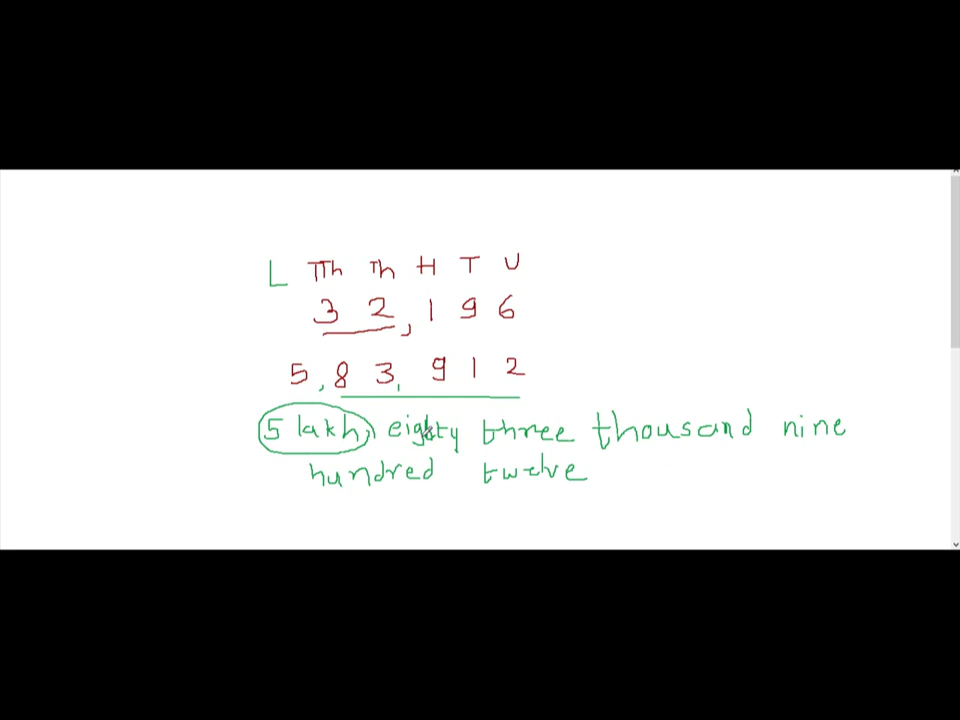 L TTh Th H T U
3 2, 1 9 6
5, 8 3, 9 1 2
5 lakh, eighty three thousand nine
hundred twelve